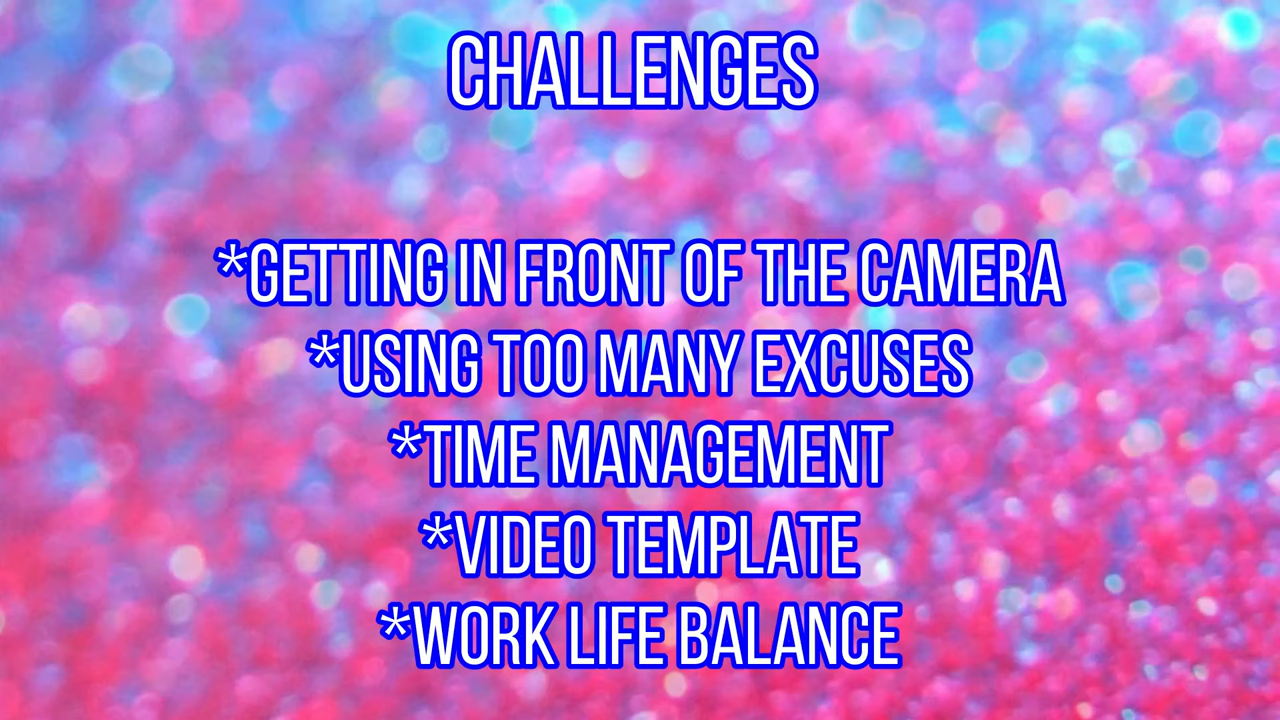 CHALLENGES
*GETTING IN FRONT OF THE CAMERA
*USING TOO MANY EXCUSES
*TIME MANAGEMENT
*VIDEO TEMPLATE
*WORK LIFE BALANCE